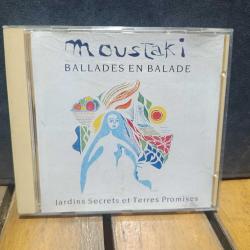 moustaki
BALLADES EN BALADE
Jardins Secrets et Terres Promises